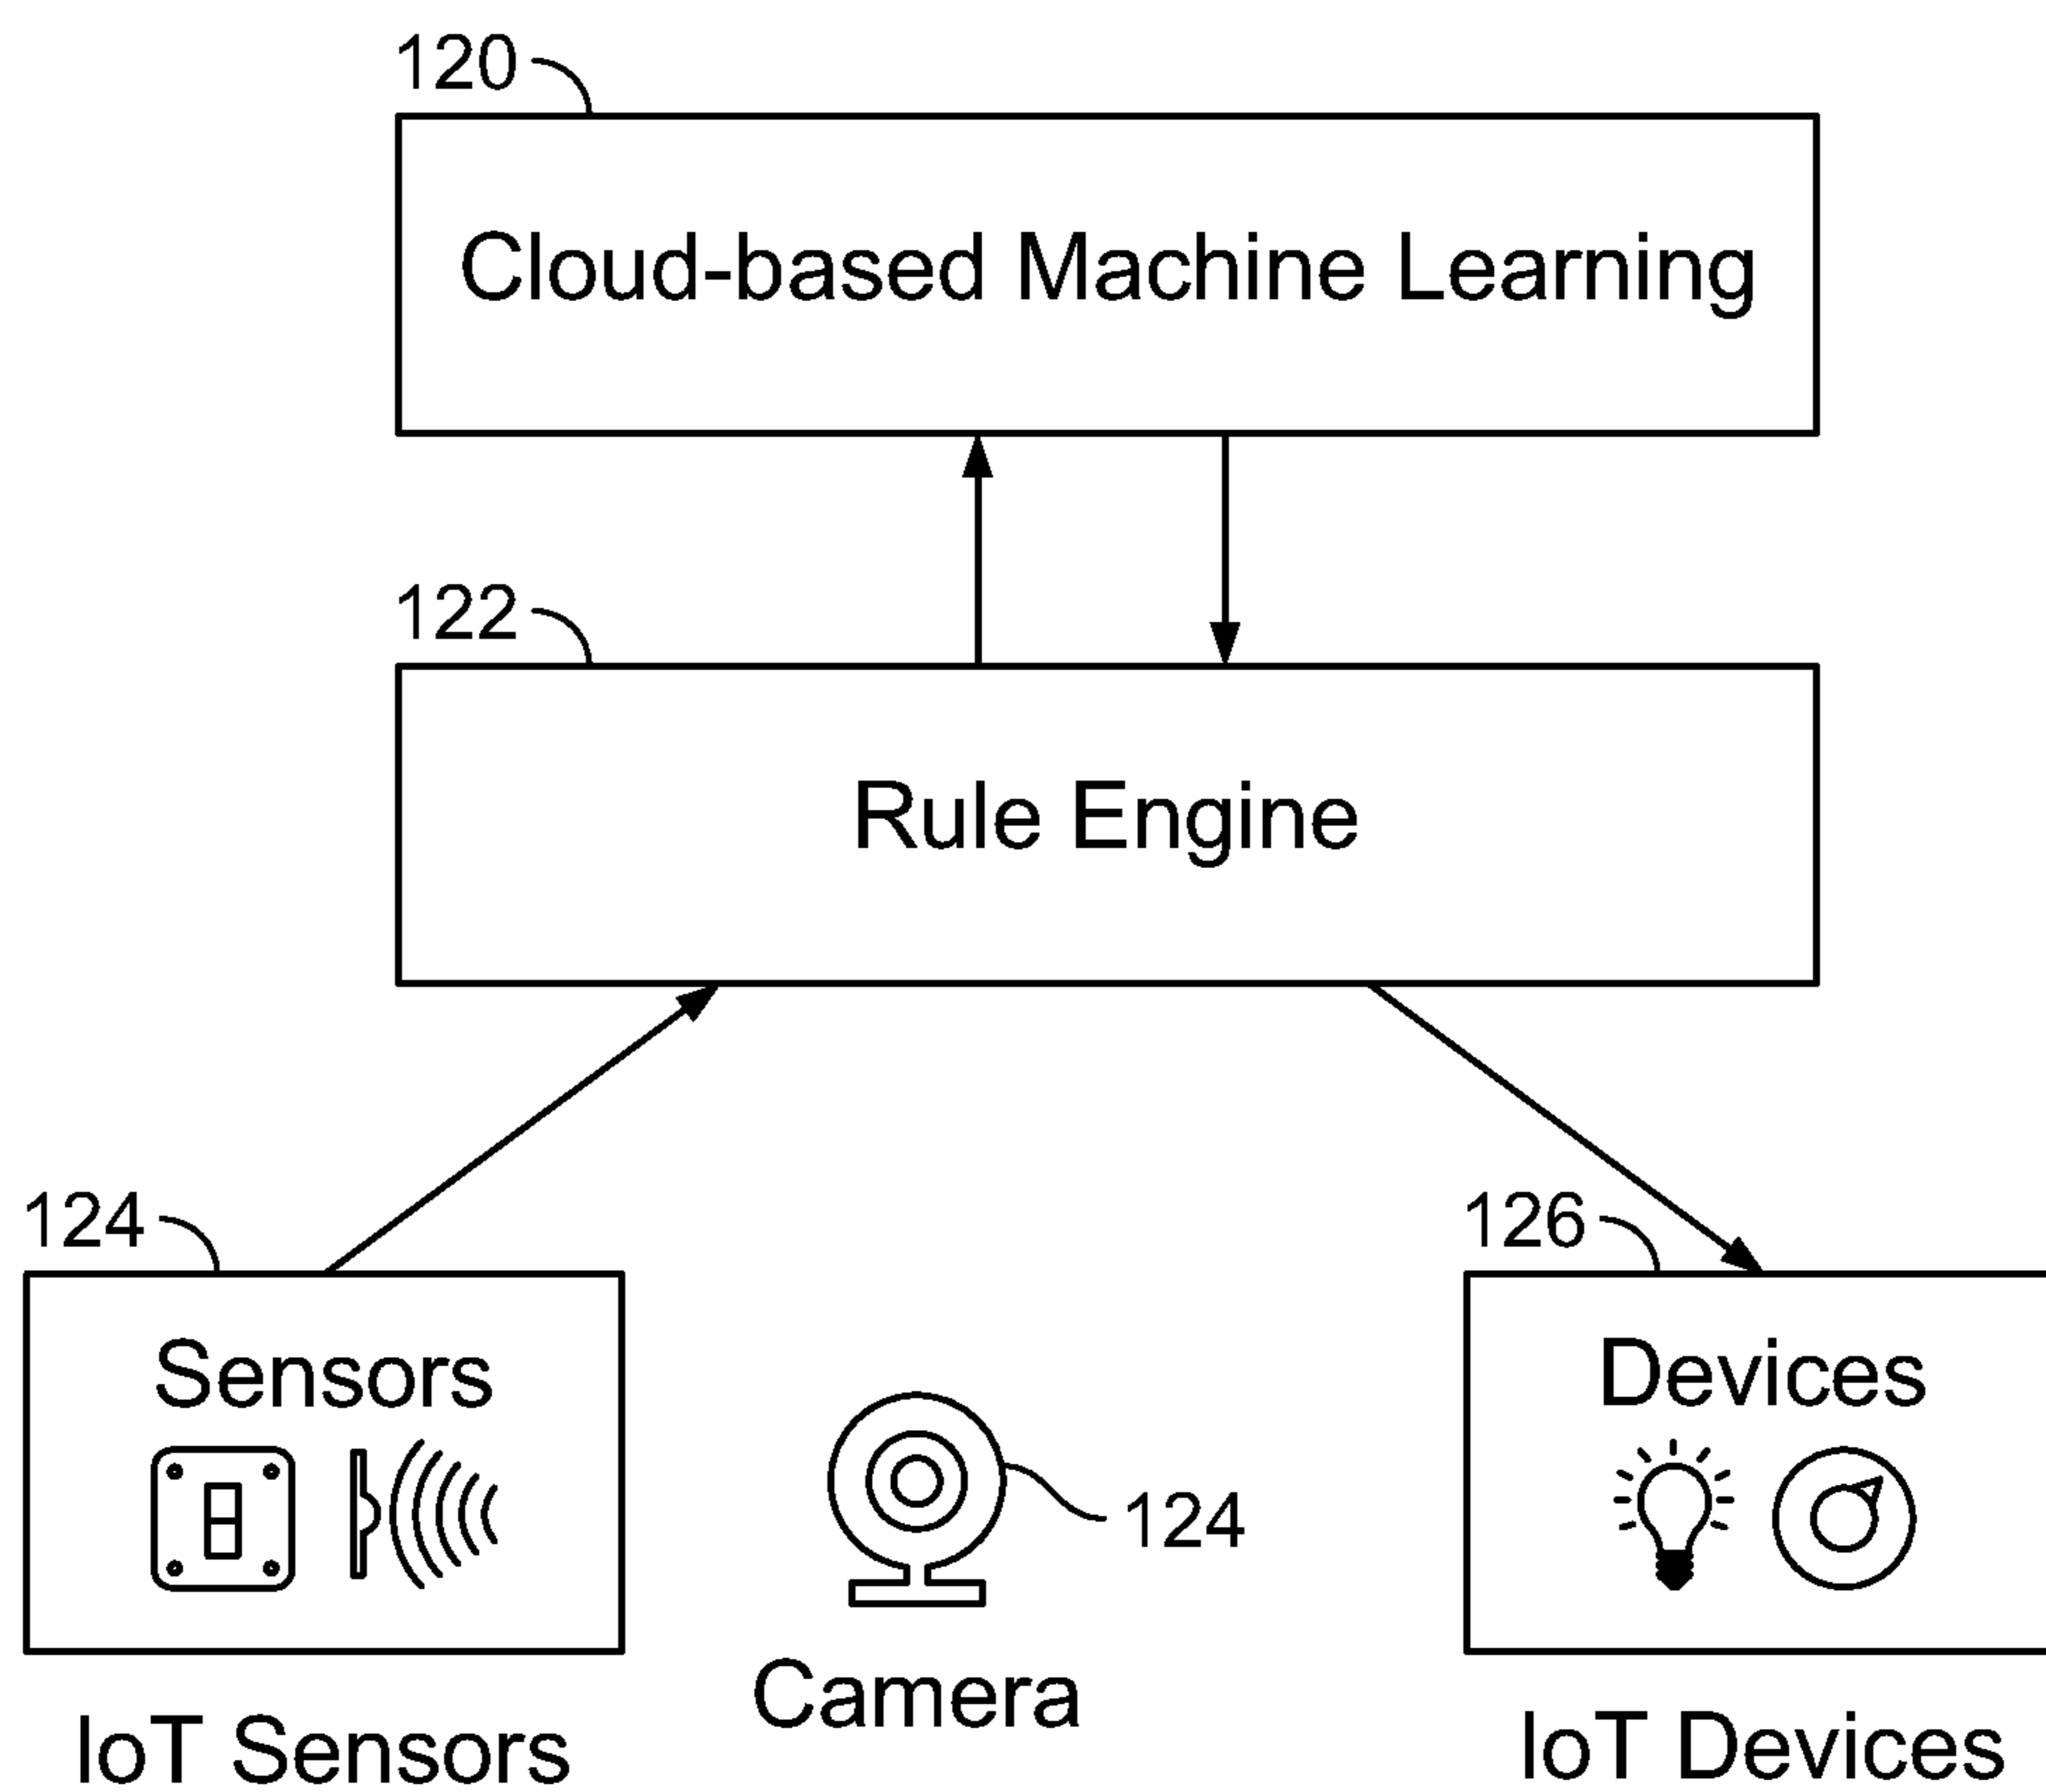 120
Cloud-based Machine Learning
122
Rule Engine
124
126
Sensors
Devices
124
Camera
IoT Sensors
IoT Devices